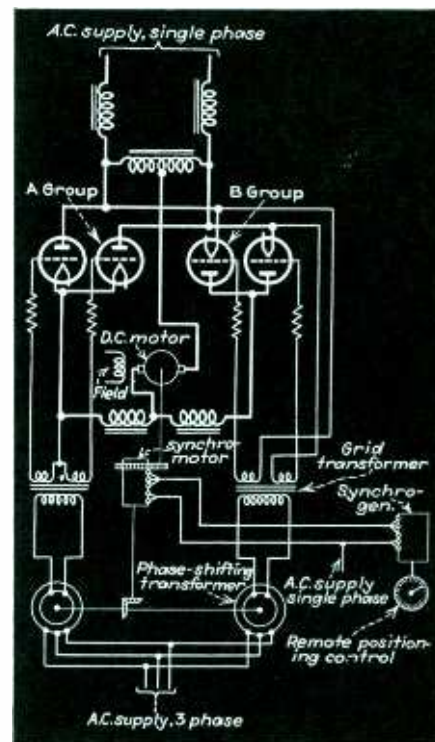 A.C. supply, single phase
A Group
B Group
D.C. motor
Field
synchro-
motor
Grid
transformer
Synchro-
gen.
Phase-shifting
transformer
A.C. supply
single phase
Remote position-
ing control
A.C. supply, 3 phase